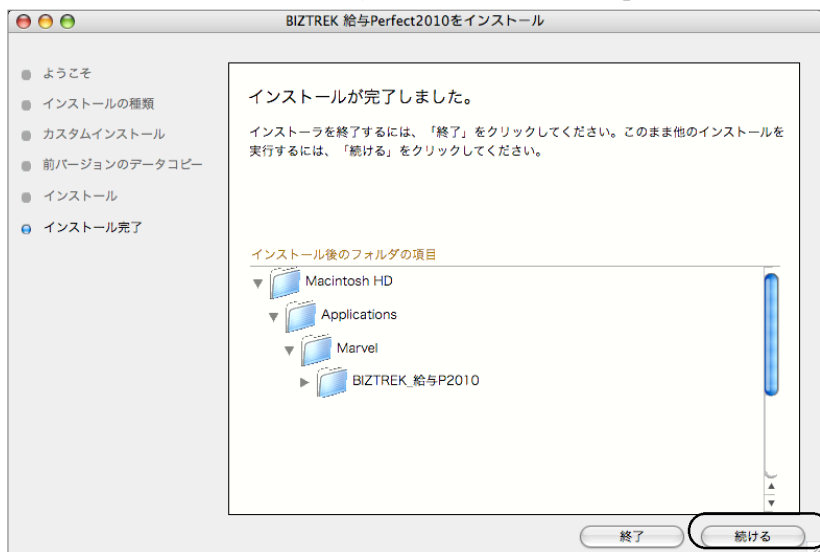 BIZTREK 給与Perfect2010をインストール
ようこそ
インストールの種類
カスタムインストール
前バージョンのデータコピー
インストール
インストール完了
インストールが完了しました。
インストーラを終了するには、「終了」をクリックしてください。このまま他のインストールを
実行するには、「続ける」をクリックしてください。
インストール後のフォルダの項目
Macintosh HD
Applications
Marvel
BIZTREK_給与P2010
終了
続ける